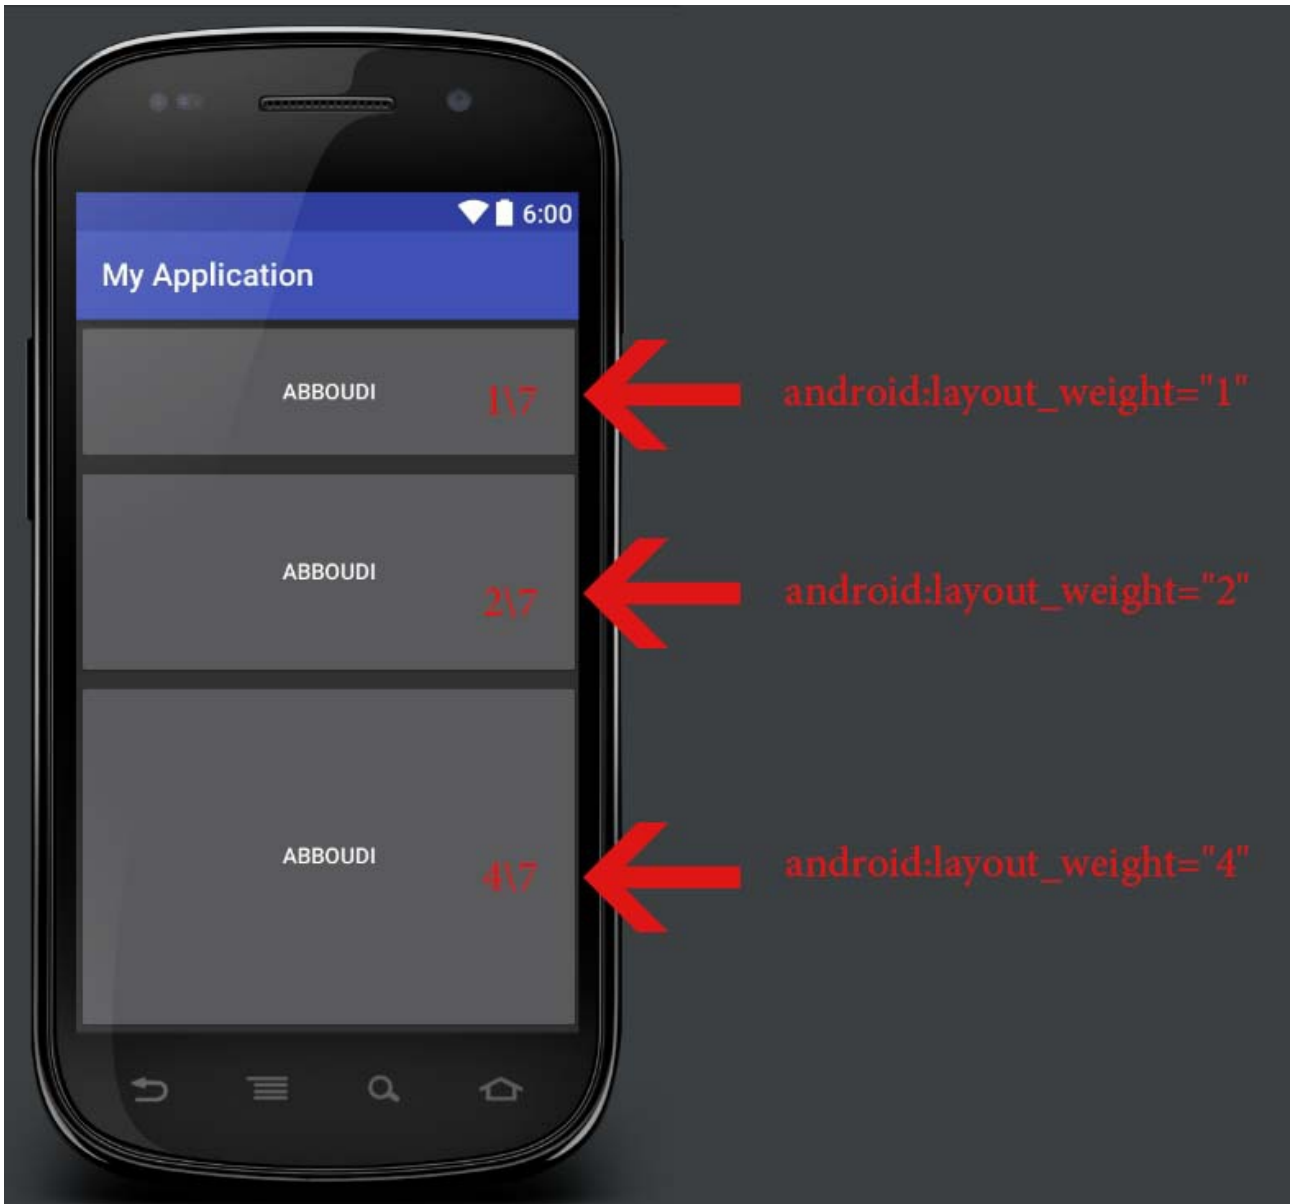 6:00
My Application
ABBOUDI 1\7 android:layout_weight="1"
ABBOUDI 2\7 android:layout_weight="2"
ABBOUDI 4\7 android:layout_weight="4"